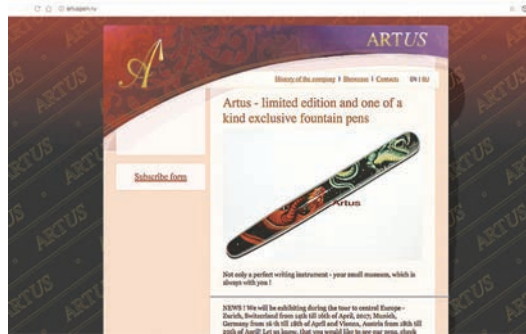 artuspen.ru
ARTUS
History of the company | Showcase | Contacts EN | RU
Artus - limited edition and one of a
kind exclusive fountain pens
Subscribe form
Artus
Not only a perfect writing instrument - your small museum, which is
always with you !
NEWS ! We will be exhibiting during the tour to central Europe -
Zurich, Switzerland from 14th till 16th of April, 2017; Munich,
Germany from 16 th till 18th of April and Vienna, Austria from 18th till
20th of April! Let us know, that you would like to see our pens, check